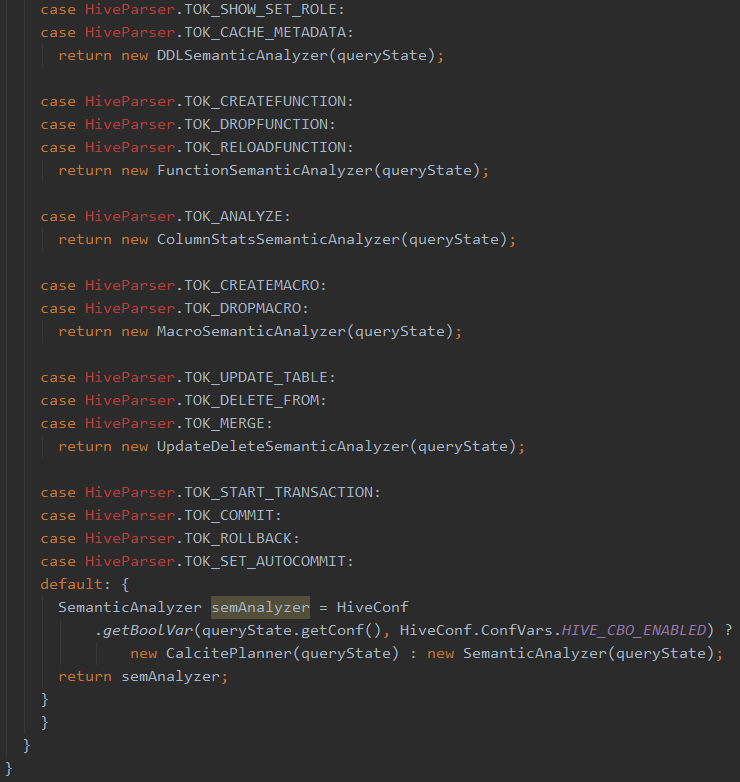 case HiveParser.TOK_SHOW_SET_ROLE:
case HiveParser.TOK_CACHE_METADATA:
return new DDLSemanticAnalyzer(queryState);
case HiveParser.TOK_CREATEFUNCTION:
case HiveParser.TOK_DROPFUNCTION:
case HiveParser.TOK_RELOADFUNCTION:
return new FunctionSemanticAnalyzer(queryState);
case HiveParser.TOK_ANALYZE:
return new ColumnStatsSemanticAnalyzer(queryState);
case HiveParser.TOK_CREATEMACRO:
case HiveParser.TOK_DROPMACRO:
return new MacroSemanticAnalyzer(queryState);
case HiveParser.TOK_UPDATE_TABLE:
case HiveParser.TOK_DELETE_FROM:
case HiveParser.TOK_MERGE:
return new UpdateDeleteSemanticAnalyzer(queryState);
case HiveParser.TOK_START_TRANSACTION:
case HiveParser.TOK_COMMIT:
case HiveParser.TOK_ROLLBACK:
case HiveParser.TOK_SET_AUTOCOMMIT:
default: {
SemanticAnalyzer semAnalyzer = HiveConf
.getBoolVar(queryState.getConf(), HiveConf.ConfVars.HIVE_CBO_ENABLED) ?
new CalcitePlanner(queryState) : new SemanticAnalyzer(queryState);
return semAnalyzer;
}
}
}
}